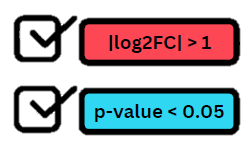 |log2FC| > 1
p-value < 0.05